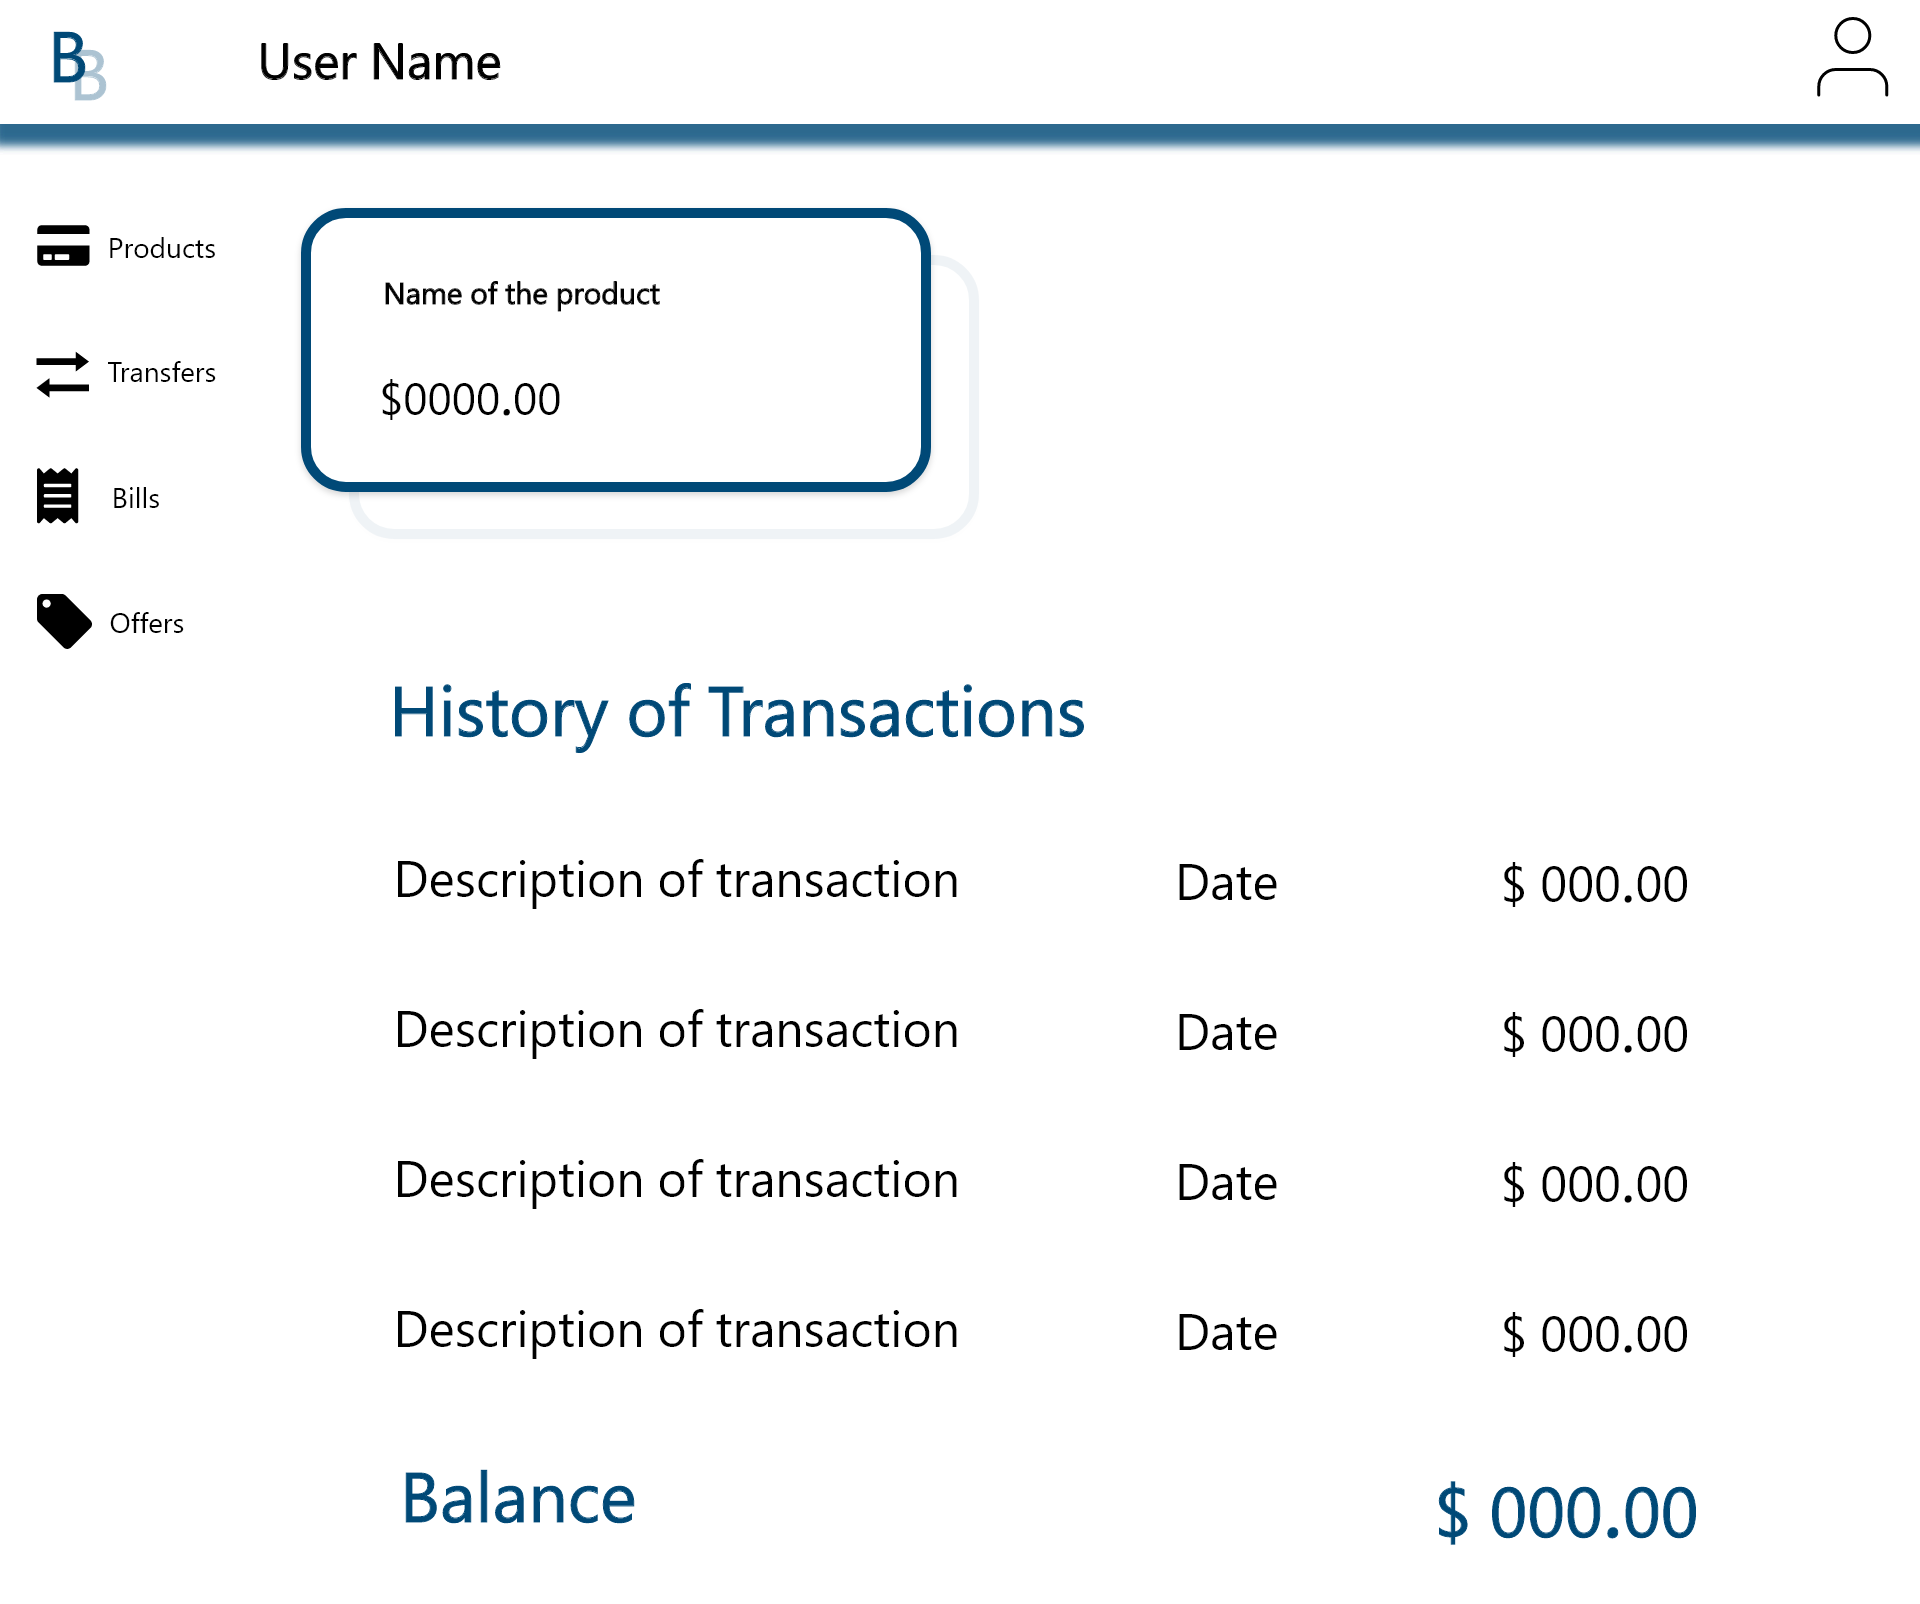 BB
User Name
Products
Transfers
Bills
Offers
Name of the product
$0000.00
History of Transactions
Description of transaction Date $ 000.00
Description of transaction Date $ 000.00
Description of transaction Date $ 000.00
Description of transaction Date $ 000.00
Balance $ 000.00